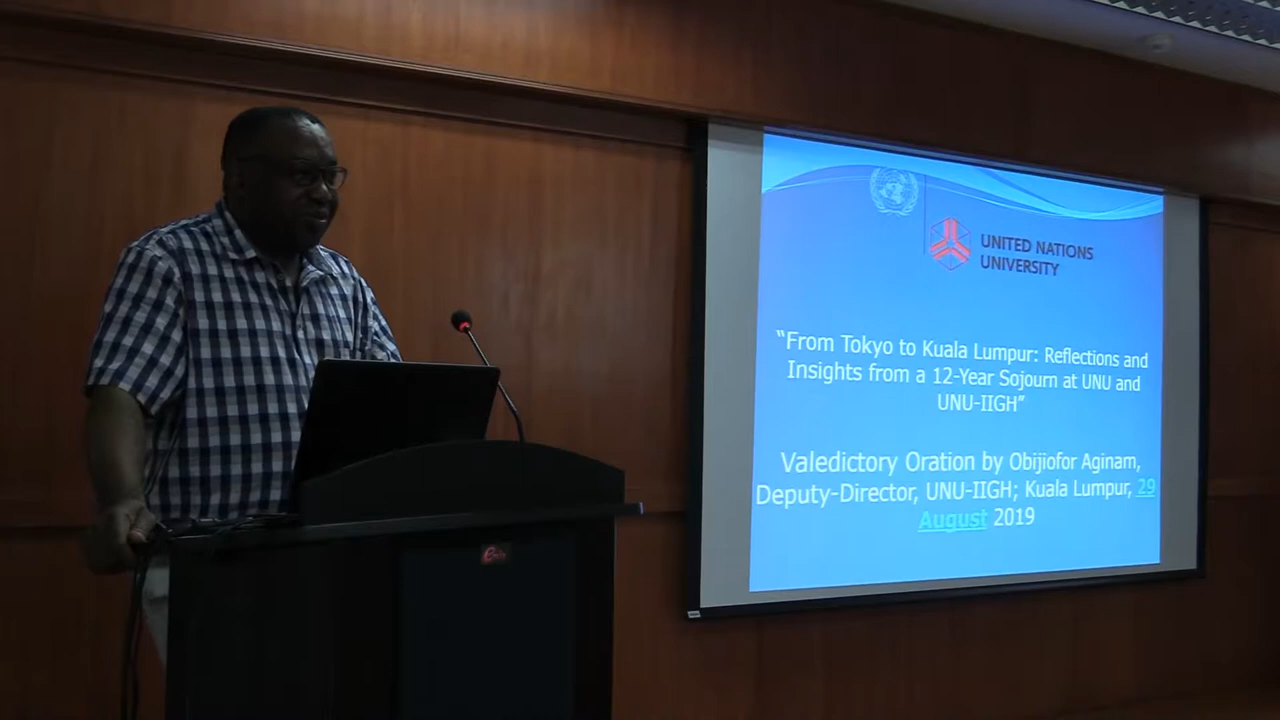 UNITED NATIONS
UNIVERSITY
“From Tokyo to Kuala Lumpur: Reflections and
Insights from a 12-Year Sojourn at UNU and
UNU-IIGH”
Valedictory Oration by Obijiofor Aginam,
Deputy-Director, UNU-IIGH; Kuala Lumpur, 29
August 2019